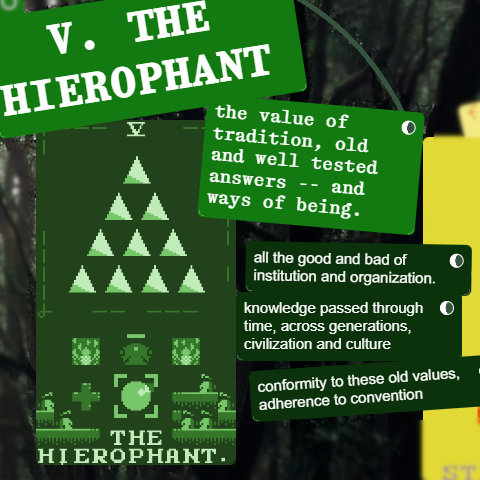 V. THE
HIEROPHANT
V
the value of
tradition, old
and well tested
answers -- and
ways of being.
all the good and bad of
institution and organization.
knowledge passed through
time, across generations,
civilization and culture
conformity to these old values,
adherence to convention
THE
HIEROPHANT.
ST